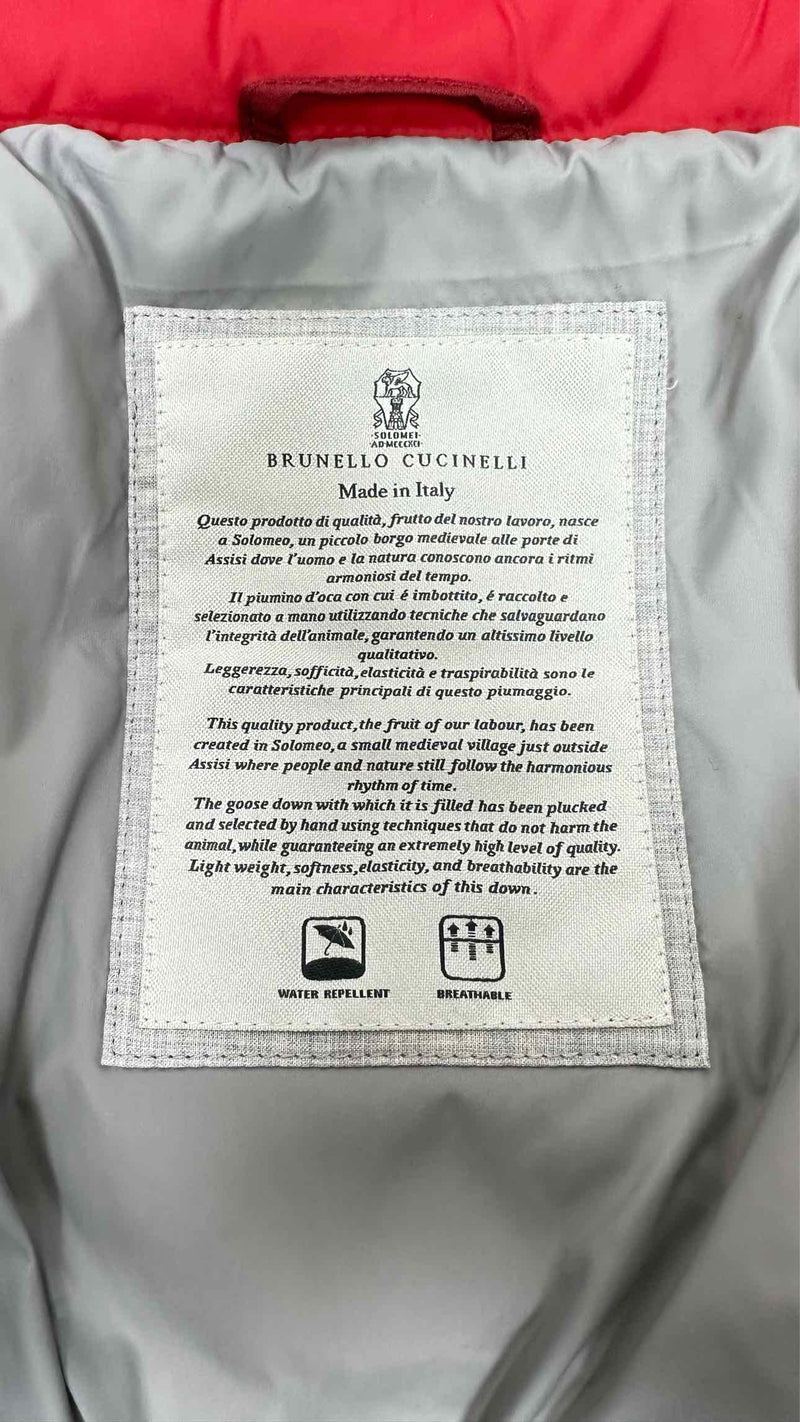 ·SOLOMEI·
·AD·MCCCXCI·
BRUNELLO CUCINELLI
Made in Italy
Questo prodotto di qualità, frutto del nostro lavoro, nasce
a Solomeo, un piccolo borgo medievale alle porte di
Assisi dove l'uomo e la natura conoscono ancora i ritmi
armoniosi del tempo.
Il piumino d'oca con cui é imbottito, é raccolto e
selezionato a mano utilizzando tecniche che salvaguardano
l'integrità dell'animale, garantendo un altissimo livello
qualitativo.
Leggerezza, sofficità, elasticità e traspirabilità sono le
caratteristiche principali di questo piumaggio.
This quality product, the fruit of our labour, has been
created in Solomeo, a small medieval village just outside
Assisi where people and nature still follow the harmonious
rhythm of time.
The goose down with which it is filled has been plucked
and selected by hand using techniques that do not harm the
animal, while guaranteeing an extremely high level of quality.
Light weight, softness, elasticity, and breathability are the
main characteristics of this down.
WATER REPELLENT
BREATHABLE